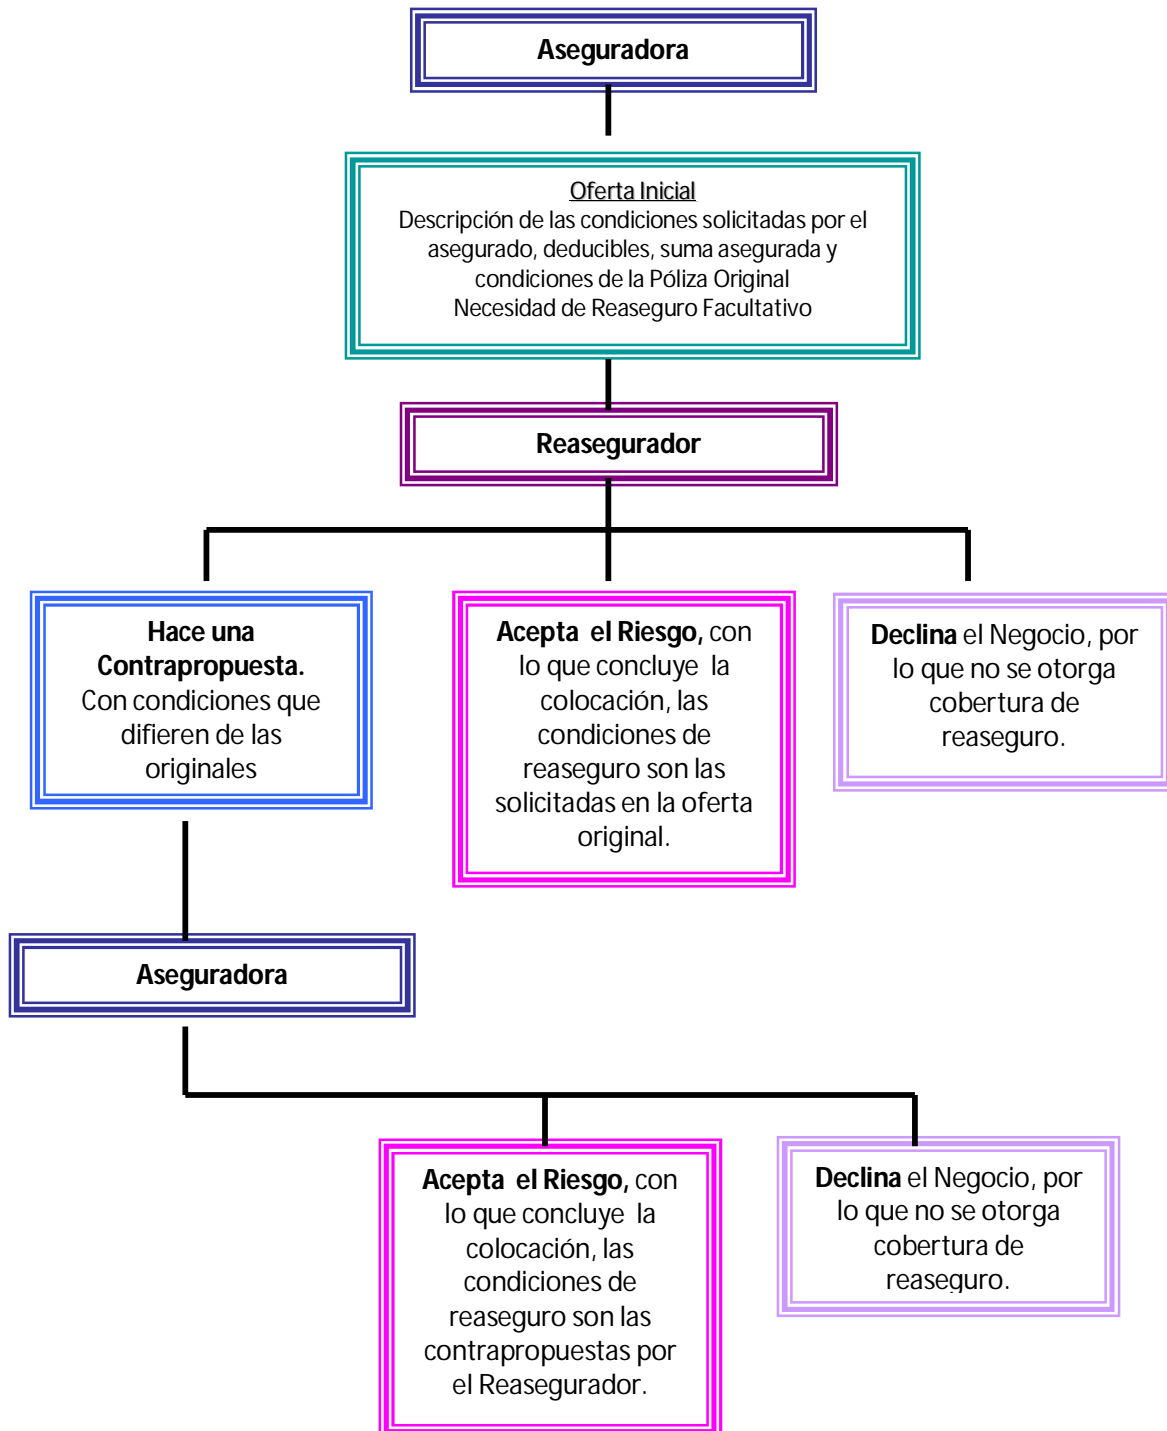 Aseguradora
Oferta Inicial
Descripción de las condiciones solicitadas por el
asegurado, deducibles, suma asegurada y
condiciones de la Póliza Original
Necesidad de Reaseguro Facultativo
Reasegurador
Hace una
Contrapropuesta.
Con condiciones que
difieren de las
originales
Acepta el Riesgo, con
lo que concluye la
colocación, las
condiciones de
reaseguro son las
solicitadas en la oferta
original.
Declina el Negocio, por
lo que no se otorga
cobertura de
reaseguro.
Aseguradora
Acepta el Riesgo, con
lo que concluye la
colocación, las
condiciones de
reaseguro son las
contrapropuestas por
el Reasegurador.
Declina el Negocio, por
lo que no se otorga
cobertura de
reaseguro.